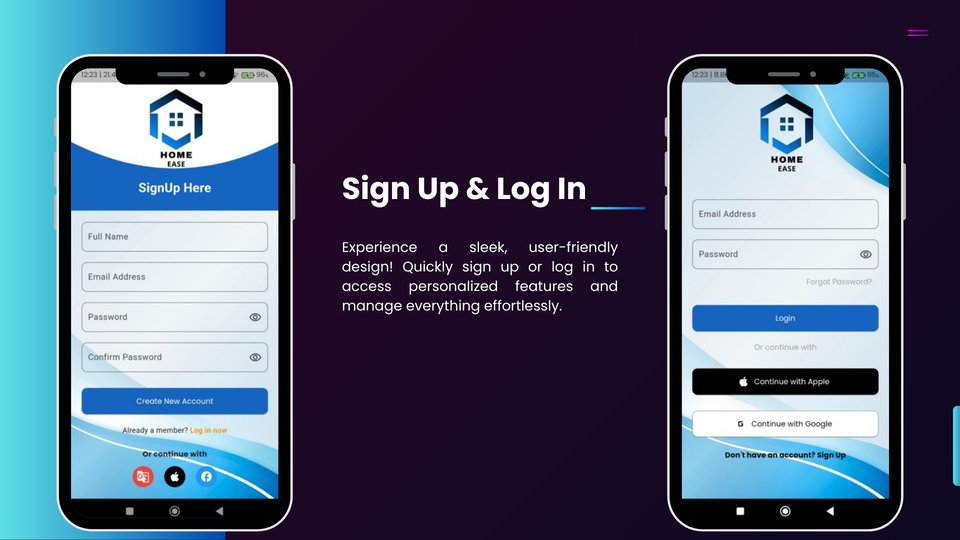 12:23 | 21.4
96%
HOME
EASE
SignUp Here
Full Name
Email Address
Password
Confirm Password
Create New Account
Already a member? Log in now
Or continue with
Sign Up & Log In
Experience a sleek, user-friendly
design! Quickly sign up or log in to
access personalized features and
manage everything effortlessly.
12:23 | 8.8
95%
HOME
EASE
Email Address
Password
Forgot Password?
Login
Or continue with
Continue with Apple
G Continue with Google
Don't have an account? Sign Up